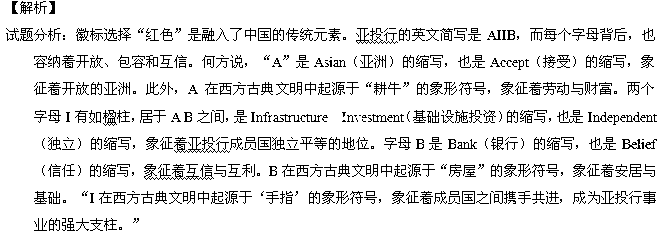 【解析】
试题分析：徽标选择“红色”是融入了中国的传统元素。亚投行的英文简写是 AIIB，而每个字母背后，也
容纳着开放、包容和互信。何方说，“A”是 Asian（亚洲）的缩写，也是 Accept（接受）的缩写，象
征着开放的亚洲。此外，A 在西方古典文明中起源于“耕牛”的象形符号，象征着劳动与财富。两个
字母 I 有如楹柱，居于 A B 之间，是 Infrastructure Investment（基础设施投资）的缩写，也是 Independent
（独立）的缩写，象征着亚投行成员国独立平等的地位。字母 B 是 Bank（银行）的缩写，也是 Belief
（信任）的缩写，象征着互信与互利。B 在西方古典文明中起源于“房屋”的象形符号，象征着安居与
基础。“I 在西方古典文明中起源于‘手指’的象形符号，象征着成员国之间携手共进，成为亚投行事
业的强大支柱。”